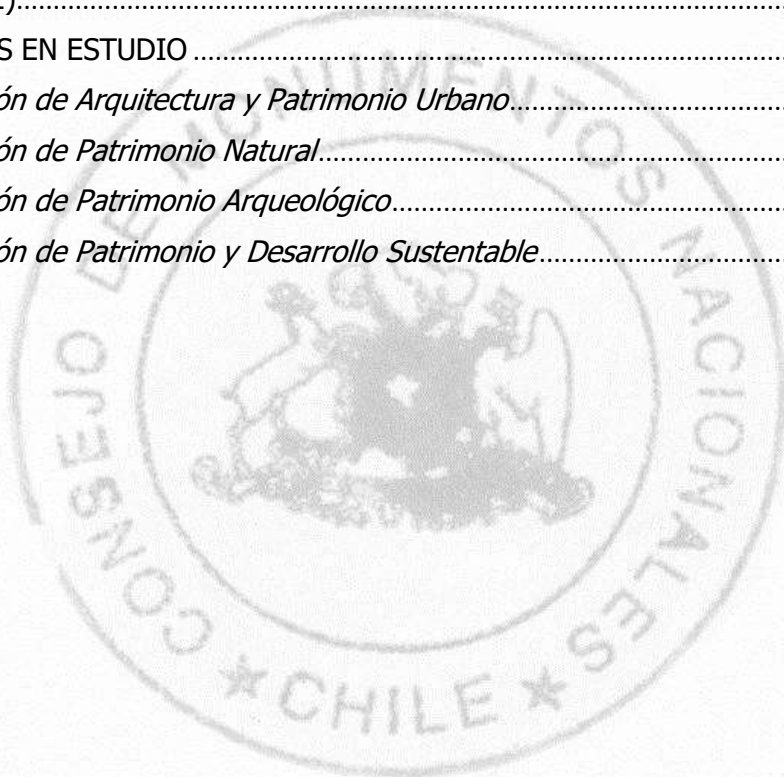 S EN ESTUDIO
ón de Arquitectura y Patrimonio Urbano
ón de Patrimonio Natural
ón de Patrimonio Arqueológico
ón de Patrimonio y Desarrollo Sustentable
CONSEJO DE MONUMENTOS NACIONALES
* CHILE *